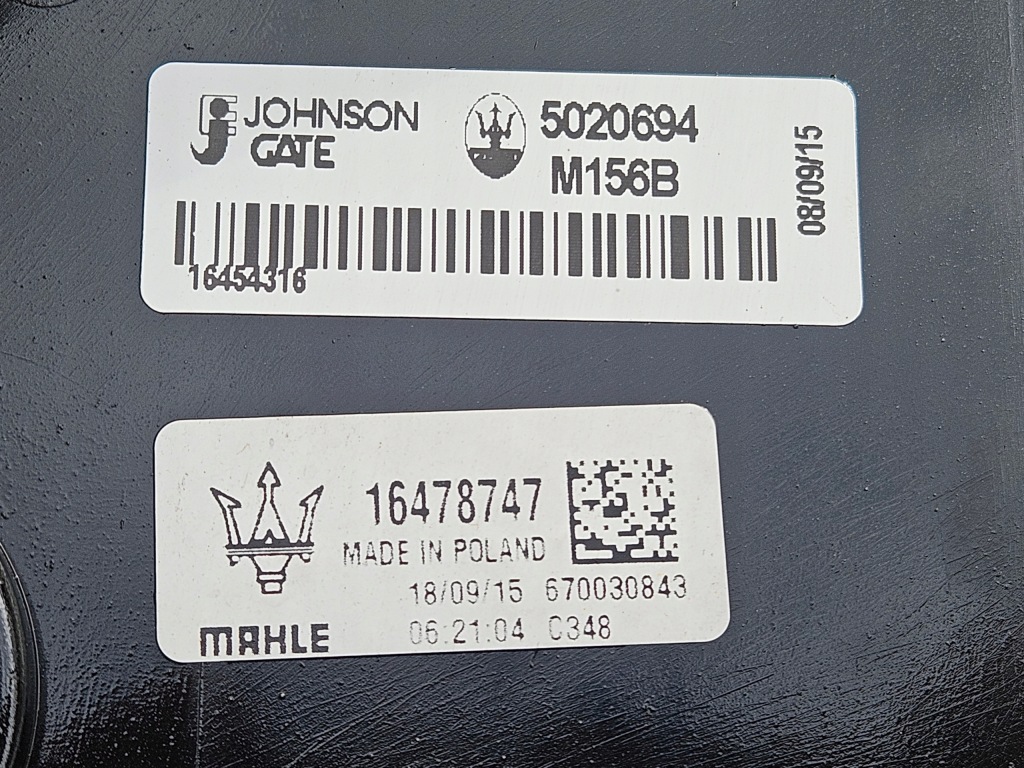 JOHNSON
GATE
5020694
M156B
08/09/15
16454316
16478747
MADE IN POLAND
18/09/15 670030843
06:21:04 C348
MAHLE